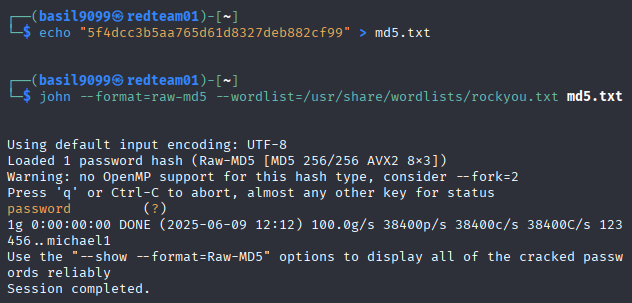 ┌──(basil9099㉿redteam01)-[~]
└─$ echo "5f4dcc3b5aa765d61d8327deb882cf99" > md5.txt
┌──(basil9099㉿redteam01)-[~]
└─$ john --format=raw-md5 --wordlist=/usr/share/wordlists/rockyou.txt md5.txt
Using default input encoding: UTF-8
Loaded 1 password hash (Raw-MD5 [MD5 256/256 AVX2 8×3])
Warning: no OpenMP support for this hash type, consider --fork=2
Press 'q' or Ctrl-C to abort, almost any other key for status
password         (?)
1g 0:00:00:00 DONE (2025-06-09 12:12) 100.0g/s 38400p/s 38400c/s 38400C/s 123
456..michael1
Use the "--show --format=Raw-MD5" options to display all of the cracked passw
ords reliably
Session completed.